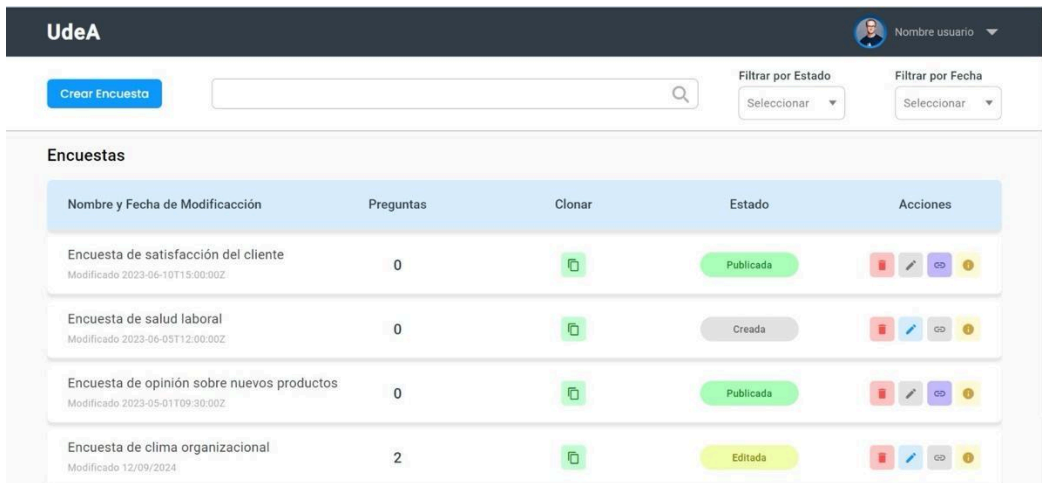 UdeA
Nombre usuario
Crear Encuesta
Filtrar por Estado
Seleccionar
Filtrar por Fecha
Seleccionar
Encuestas
Nombre y Fecha de Modificacción Preguntas Clonar Estado Acciones
Encuesta de satisfacción del cliente
Modificado 2023-06-10T15:00:00Z
0 Publicada
Encuesta de salud laboral
Modificado 2023-06-05T12:00:00Z
0 Creada
Encuesta de opinión sobre nuevos productos
Modificado 2023-05-01T09:30:00Z
0 Publicada
Encuesta de clima organizacional
Modificado 12/09/2024
2 Editada